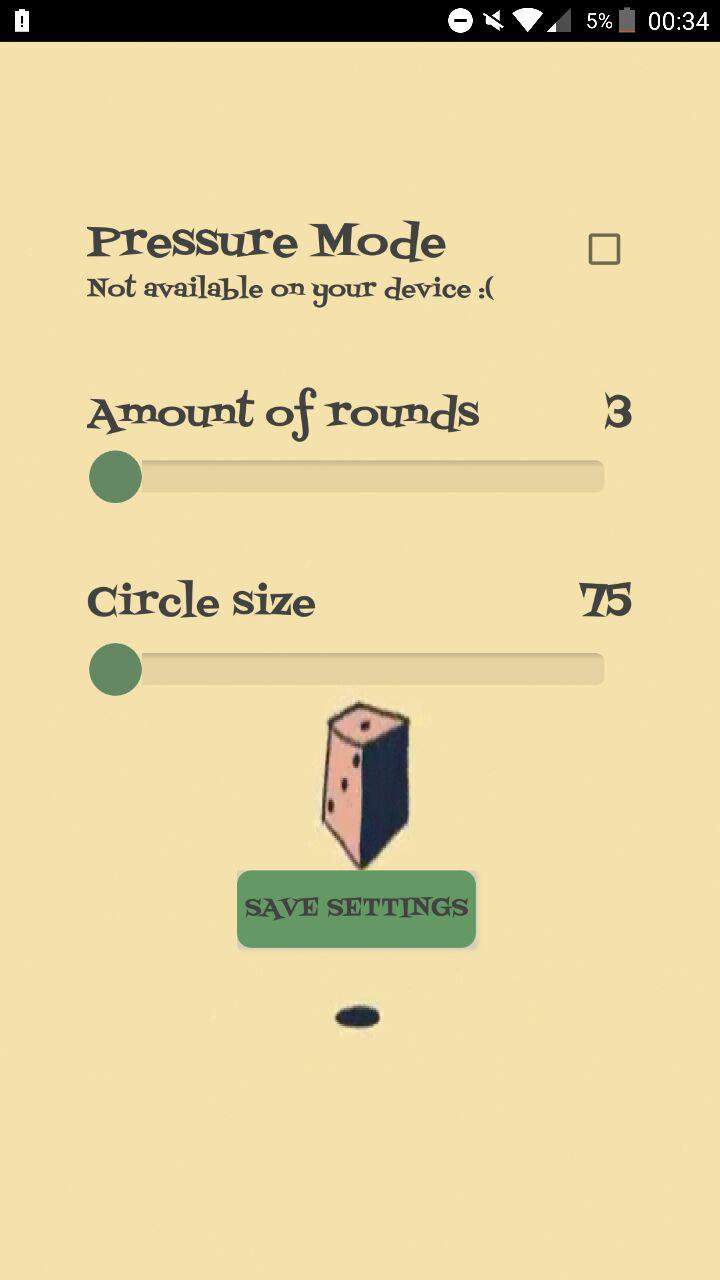 5% 00:34
Pressure Mode
Not available on your device :(
Amount of rounds 3
Circle size 75
SAVE SETTINGS